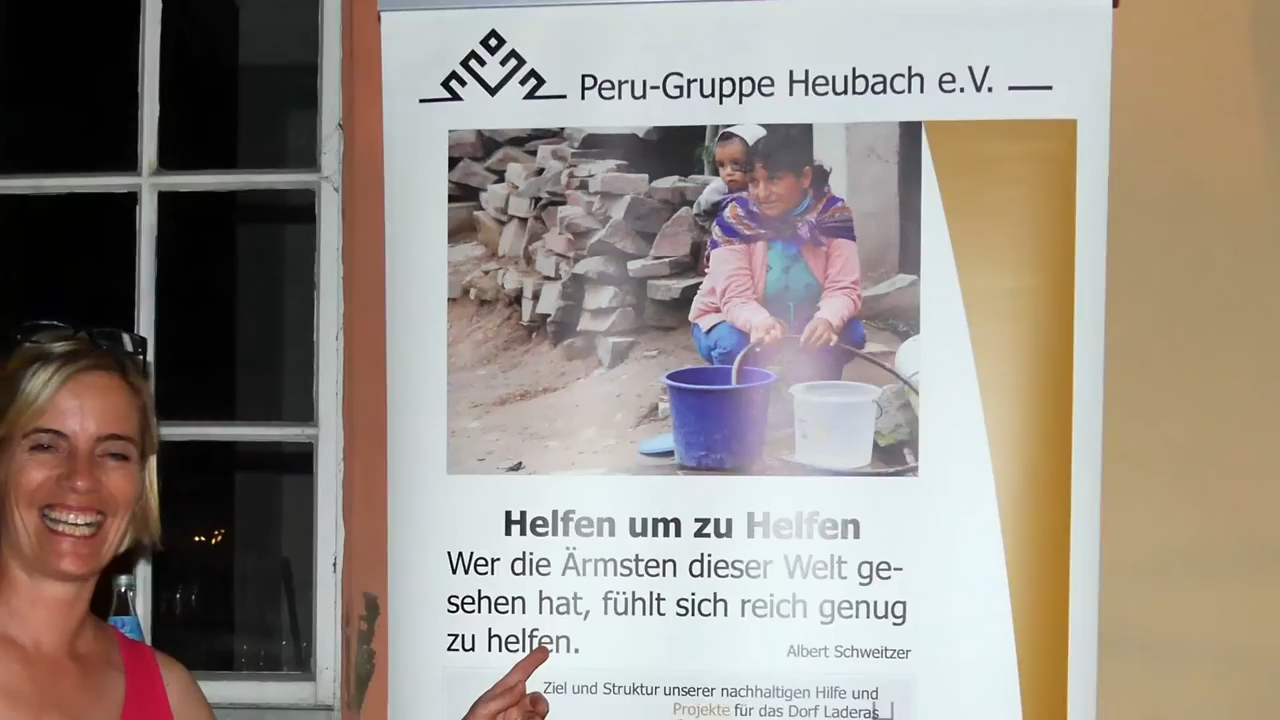 Peru-Gruppe Heubach e.V.
Helfen um zu Helfen
Wer die Ärmsten dieser Welt ge-
sehen hat, fühlt sich reich genug
zu helfen.
Albert Schweitzer
Ziel und Struktur unserer nachhaltigen Hilfe und
Projekte für das Dorf Laderas